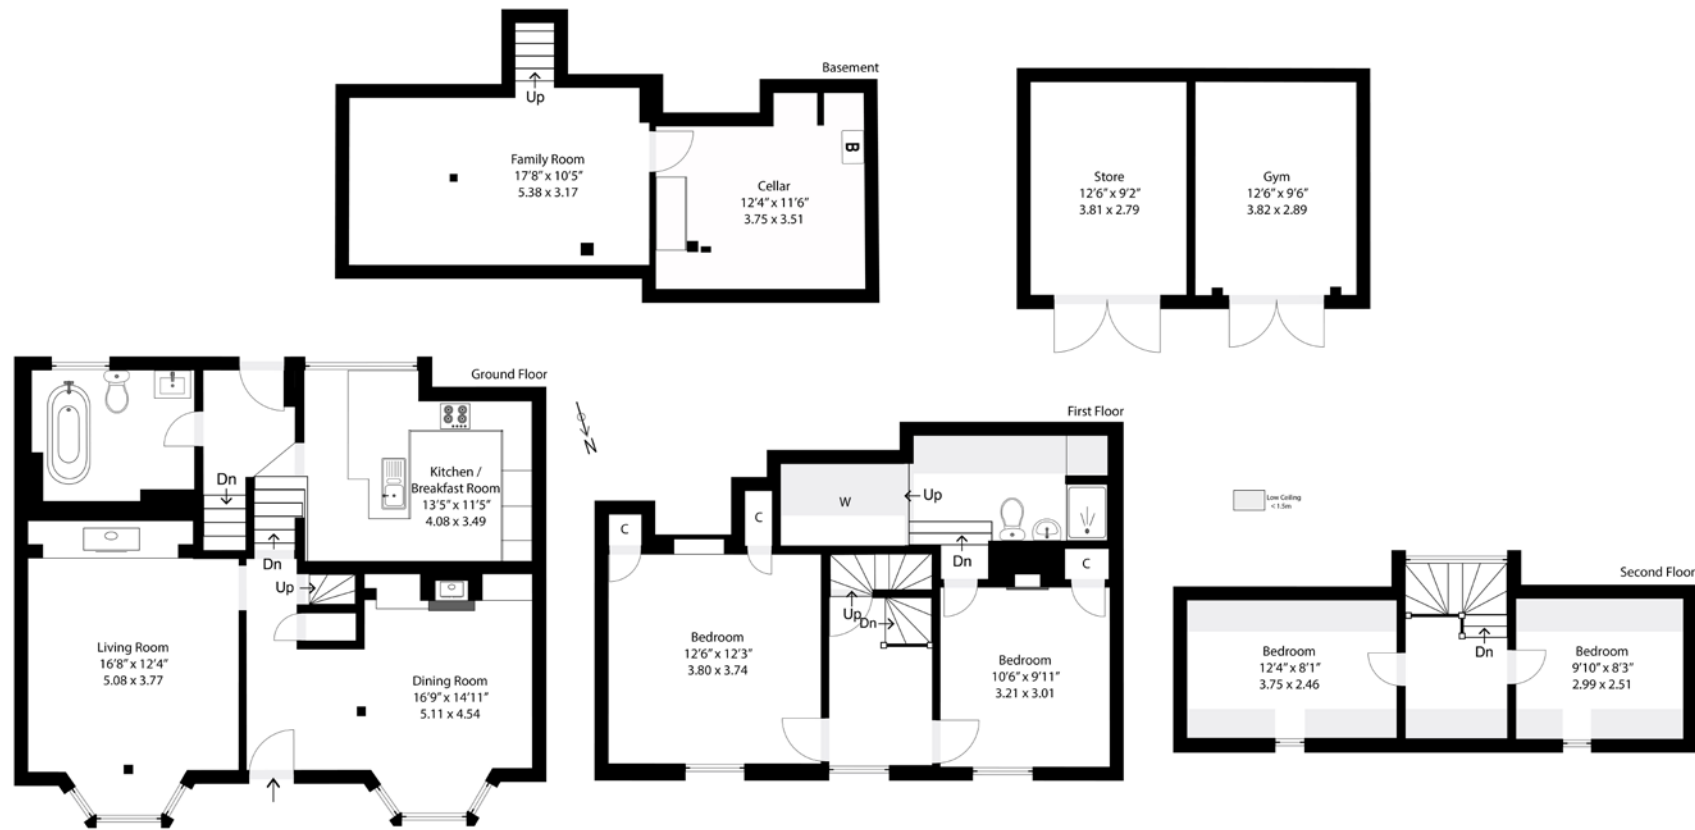 Basement
Up
Family Room
17'8" x 10'5"
5.38 x 3.17
Cellar
12'4" x 11'6"
3.75 x 3.51
B
Store
12'6" x 9'2"
3.81 x 2.79
Gym
12'6" x 9'6"
3.82 x 2.89
Ground Floor
Kitchen /
Breakfast Room
13'5" x 11'5"
4.08 x 3.49
Dn
Dn
Up
Living Room
16'8" x 12'4"
5.08 x 3.77
Dining Room
16'9" x 14'11"
5.11 x 4.54
N
First Floor
W
Up
C
C
Dn
C
Up
Dn
Bedroom
12'6" x 12'3"
3.80 x 3.74
Bedroom
10'6" x 9'11"
3.21 x 3.01
Low Ceiling
< 1.5m
Second Floor
Bedroom
12'4" x 8'1"
3.75 x 2.46
Dn
Bedroom
9'10" x 8'3"
2.99 x 2.51